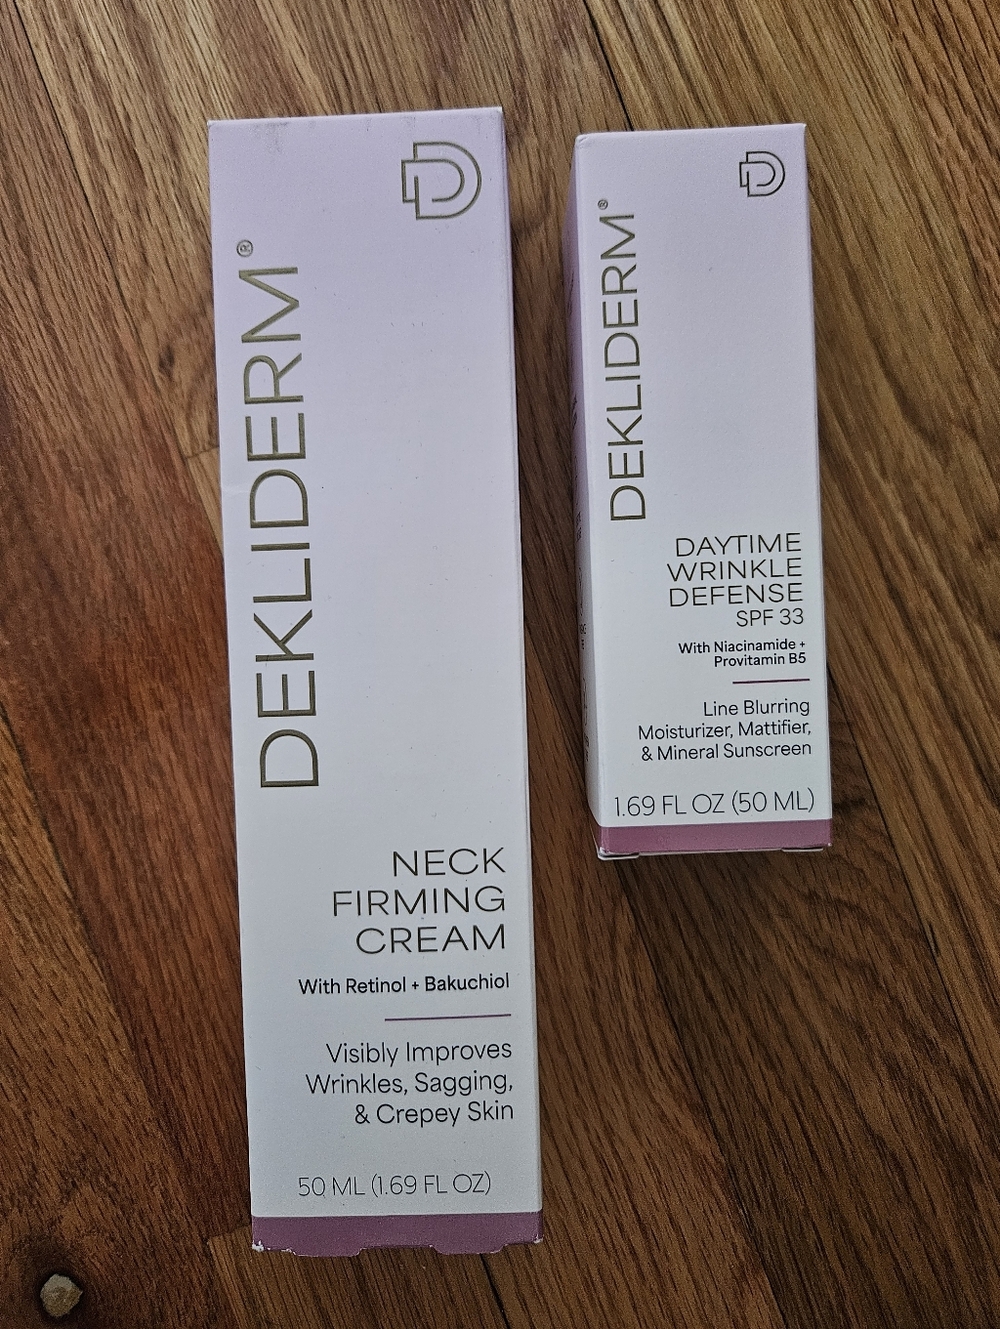 DEKLIDERM®
NECK
FIRMING
CREAM
With Retinol + Bakuchiol
Visibly Improves
Wrinkles, Sagging,
& Crepey Skin
50 ML (1.69 FL OZ)
DEKLIDERM®
DAYTIME
WRINKLE
DEFENSE
SPF 33
With Niacinamide +
Provitamin B5
Line Blurring
Moisturizer, Mattifier,
& Mineral Sunscreen
1.69 FL OZ (50 ML)